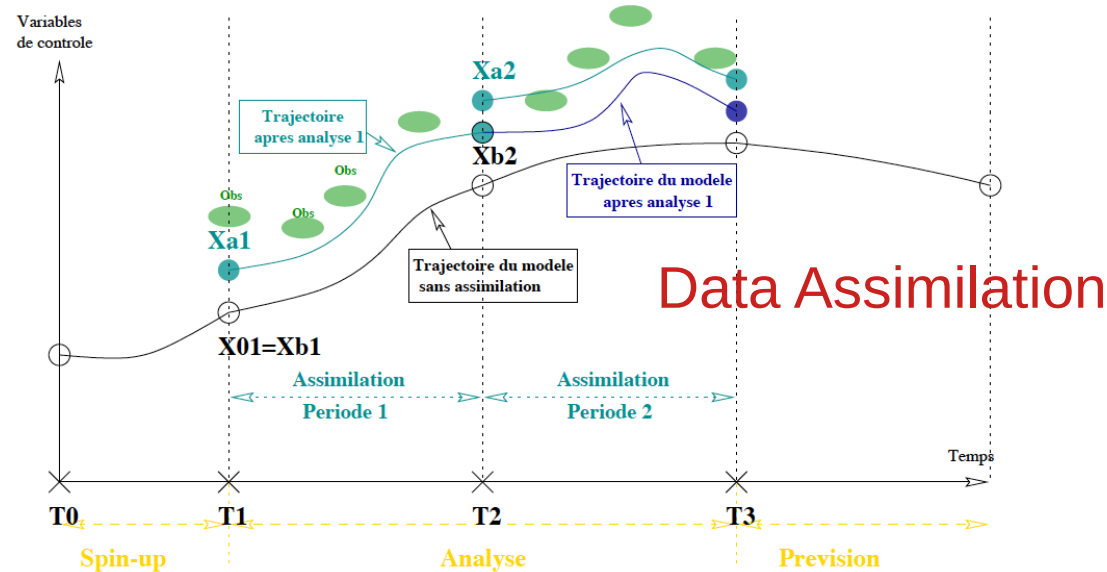 Variables
de controle
Xa2
Trajectoire
apres analyse 1
Xb2
Obs
Obs
Obs
Trajectoire du modele
apres analyse 1
Xa1
Trajectoire du modele
sans assimilation
Data Assimilation
X01=Xb1
Assimilation
Periode 1
Assimilation
Periode 2
Temps
T0
T1
T2
T3
Spin-up
Analyse
Prevision